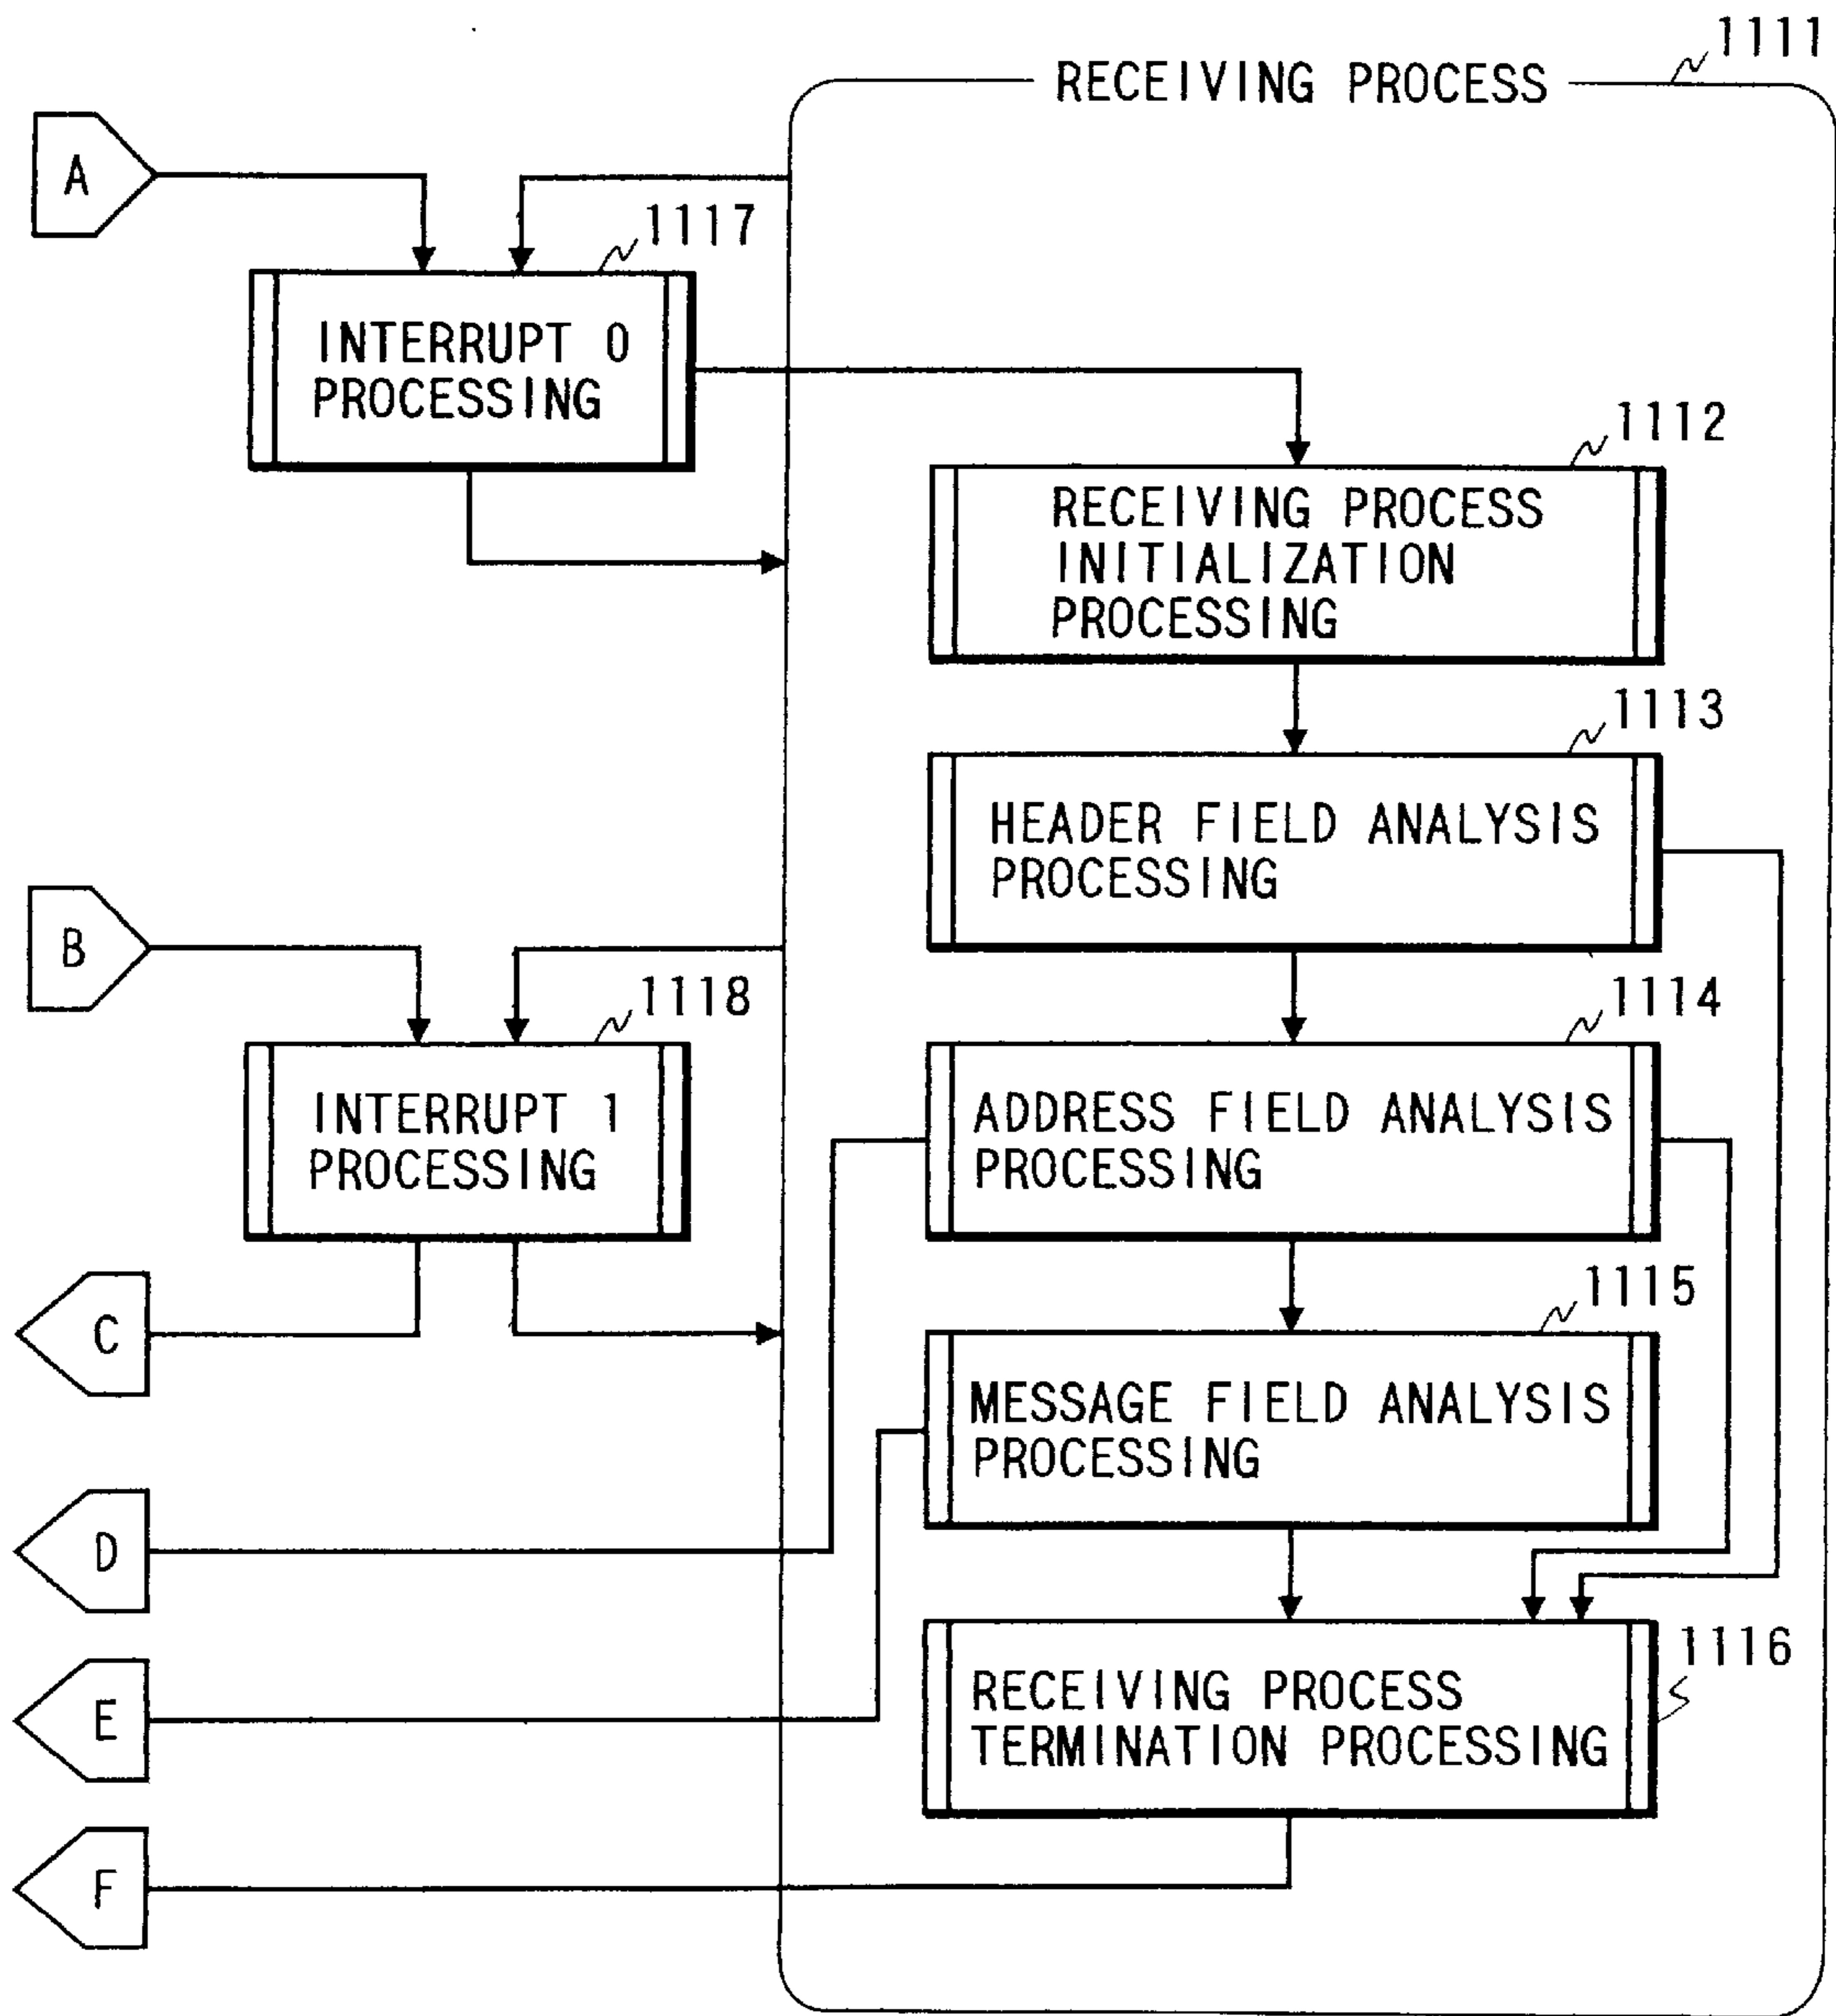 1111
RECEIVING PROCESS
A
1117
INTERRUPT 0
PROCESSING
1112
RECEIVING PROCESS
INITIALIZATION
PROCESSING
1113
HEADER FIELD ANALYSIS
PROCESSING
B
1118
INTERRUPT 1
PROCESSING
1114
ADDRESS FIELD ANALYSIS
PROCESSING
C
1115
MESSAGE FIELD ANALYSIS
PROCESSING
D
1116
RECEIVING PROCESS
TERMINATION PROCESSING
E
F